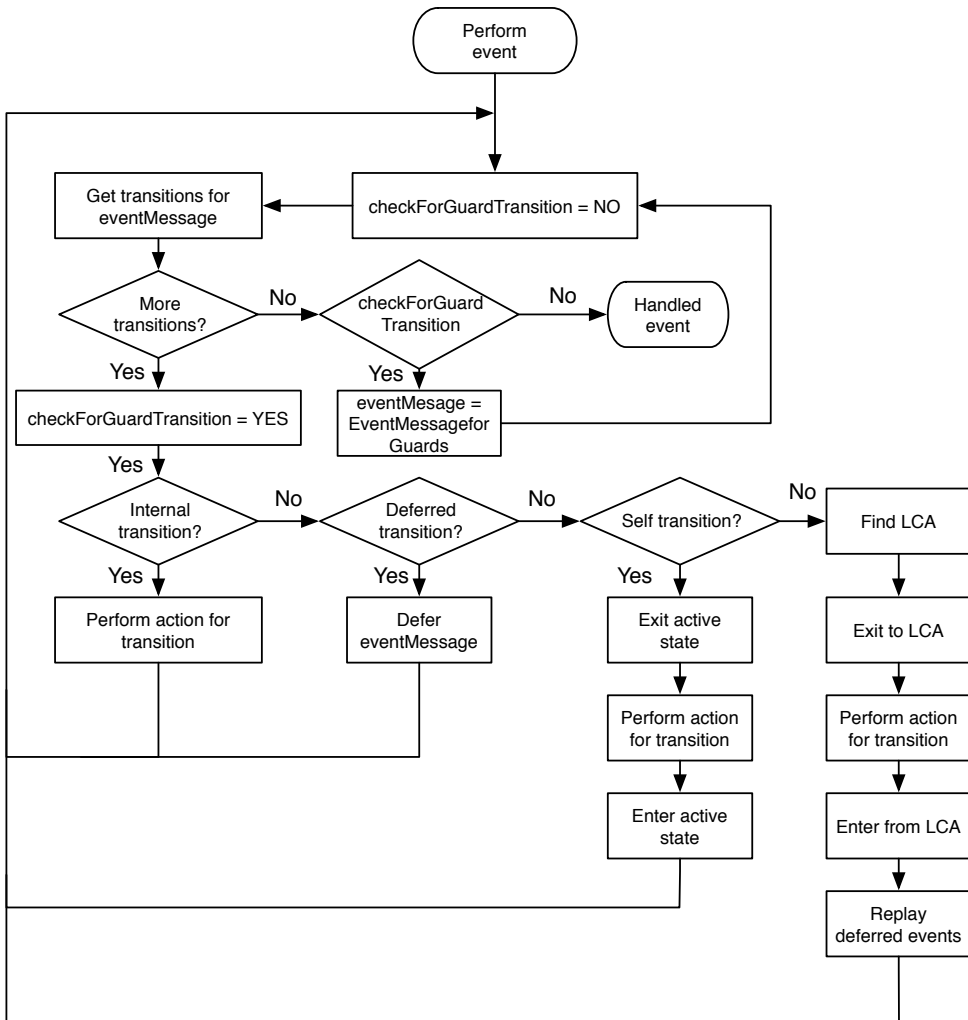 Perform
event
Get transitions for
eventMessage
checkForGuardTransition = NO
More
transitions?
No
checkForGuard
Transition
No
Handled
event
Yes
Yes
checkForGuardTransition = YES
eventMesage =
EventMessagefor
Guards
Yes
Internal
transition?
No
Deferred
transition?
No
Self transition?
No
Find LCA
Yes
Yes
Yes
Perform action for
transition
Defer
eventMessage
Exit active
state
Exit to LCA
Perform action
for transition
Perform action
for transition
Enter active
state
Enter from LCA
Replay
deferred events